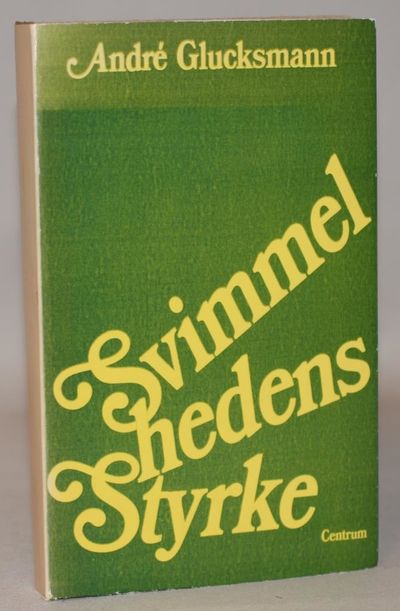 André Glucksmann
Svimmel
hedens
Styrke
Centrum